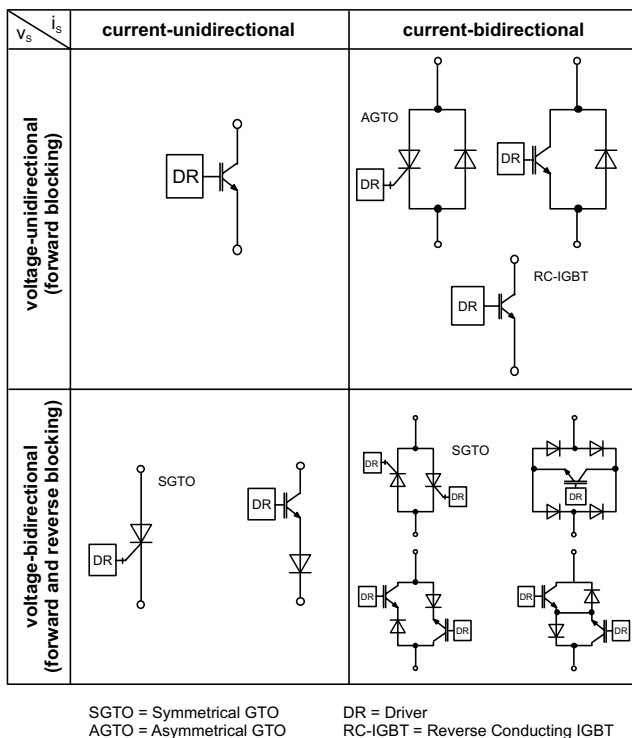 iS
vS
current-unidirectional
current-bidirectional
voltage-unidirectional
(forward blocking)
DR
AGTO
DR
DR
RC-IGBT
DR
voltage-bidirectional
(forward and reverse blocking)
SGTO
DR
DR
SGTO
DR
DR
DR
DR
DR
DR
DR
SGTO = Symmetrical GTO
DR = Driver
AGTO = Asymmetrical GTO
RC-IGBT = Reverse Conducting IGBT